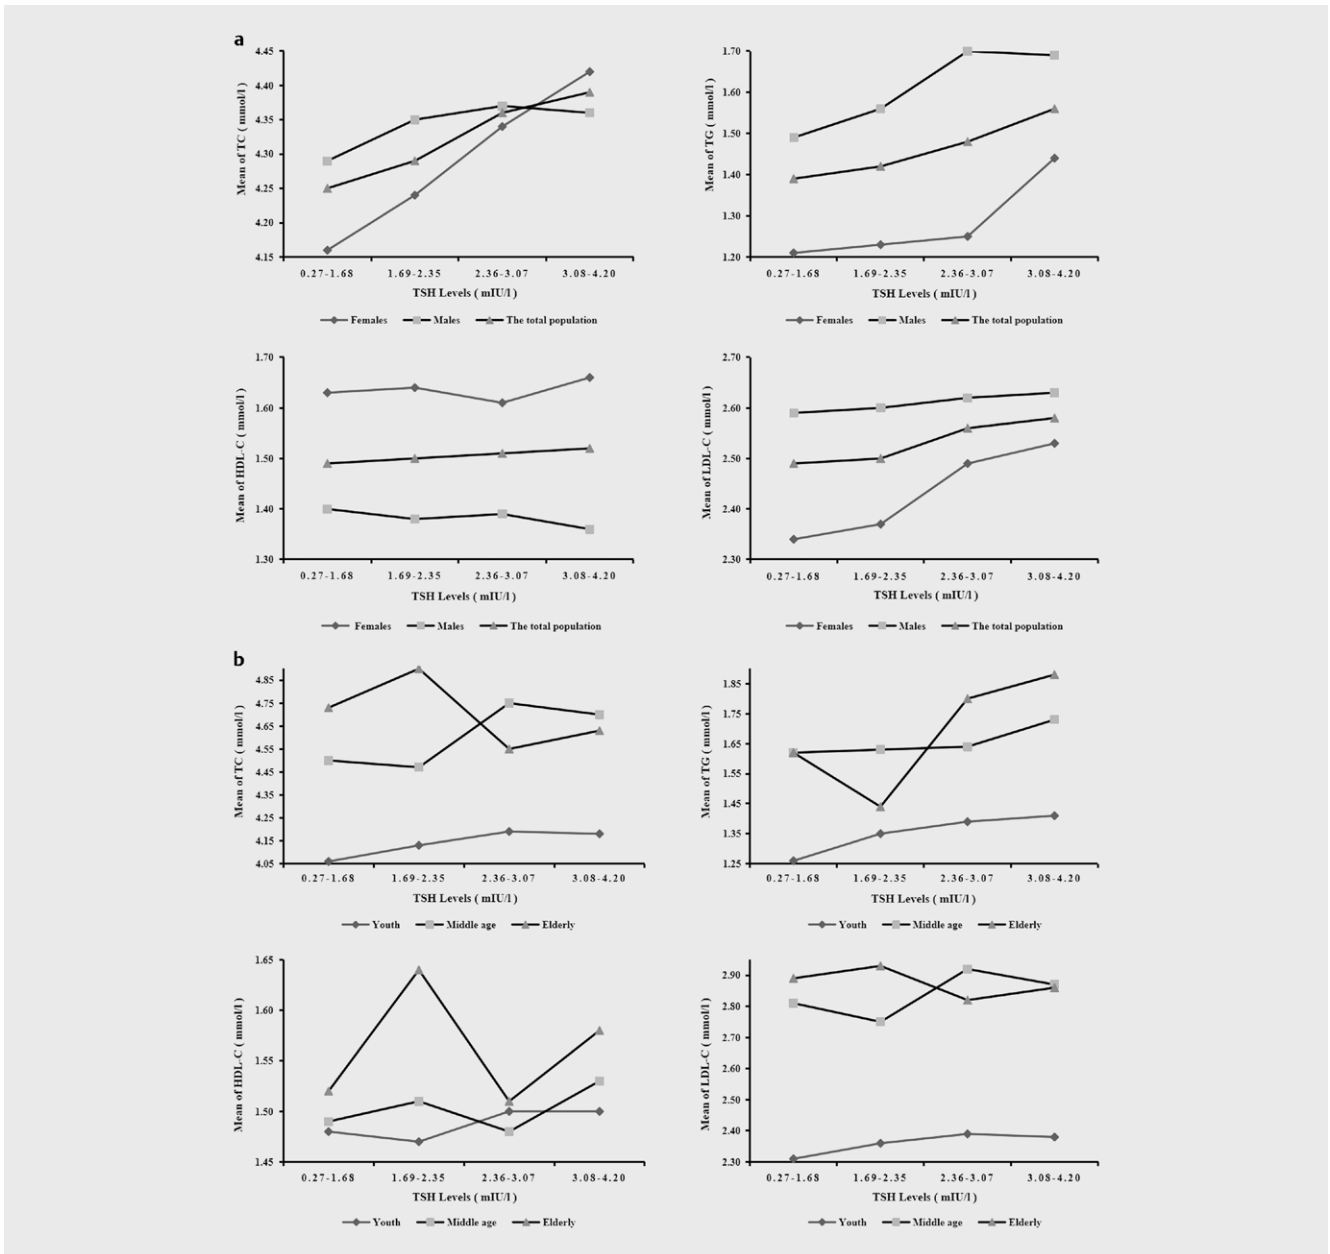 a
4.45
4.40
4.35
4.30
4.25
4.20
4.15
Mean of TC ( mmol/l )
0.27-1.68 1.69-2.35 2.36-3.07 3.08-4.20
TSH Levels ( mIU/l )
Females Males The total population
1.70
1.60
1.50
1.40
1.30
1.20
Mean of TG ( mmol/l )
0.27-1.68 1.69-2.35 2.36-3.07 3.08-4.20
TSH Levels ( mIU/l )
Females Males The total population
1.70
1.60
1.50
1.40
1.30
Mean of HDL-C ( mmol/l )
0.27-1.68 1.69-2.35 2.36-3.07 3.08-4.20
TSH Levels ( mIU/l )
Females Males The total population
2.70
2.60
2.50
2.40
2.30
Mean of LDL-C ( mmol/l )
0.27-1.68 1.69-2.35 2.36-3.07 3.08-4.20
TSH Levels ( mIU/l )
Females Males The total population
b
4.85
4.75
4.65
4.55
4.45
4.35
4.25
4.15
4.05
Mean of TC ( mmol/l )
0.27-1.68 1.69-2.35 2.36-3.07 3.08-4.20
TSH Levels ( mIU/l )
Youth Middle age Elderly
1.85
1.75
1.65
1.55
1.45
1.35
1.25
Mean of TG ( mmol/l )
0.27-1.68 1.69-2.35 2.36-3.07 3.08-4.20
TSH Levels ( mIU/l )
Youth Middle age Elderly
1.65
1.60
1.55
1.50
1.45
Mean of HDL-C ( mmol/l )
0.27-1.68 1.69-2.35 2.36-3.07 3.08-4.20
TSH Levels ( mIU/l )
Youth Middle age Elderly
2.90
2.80
2.70
2.60
2.50
2.40
2.30
Mean of LDL-C ( mmol/l )
0.27-1.68 1.69-2.35 2.36-3.07 3.08-4.20
TSH Levels ( mIU/l )
Youth Middle age Elderly